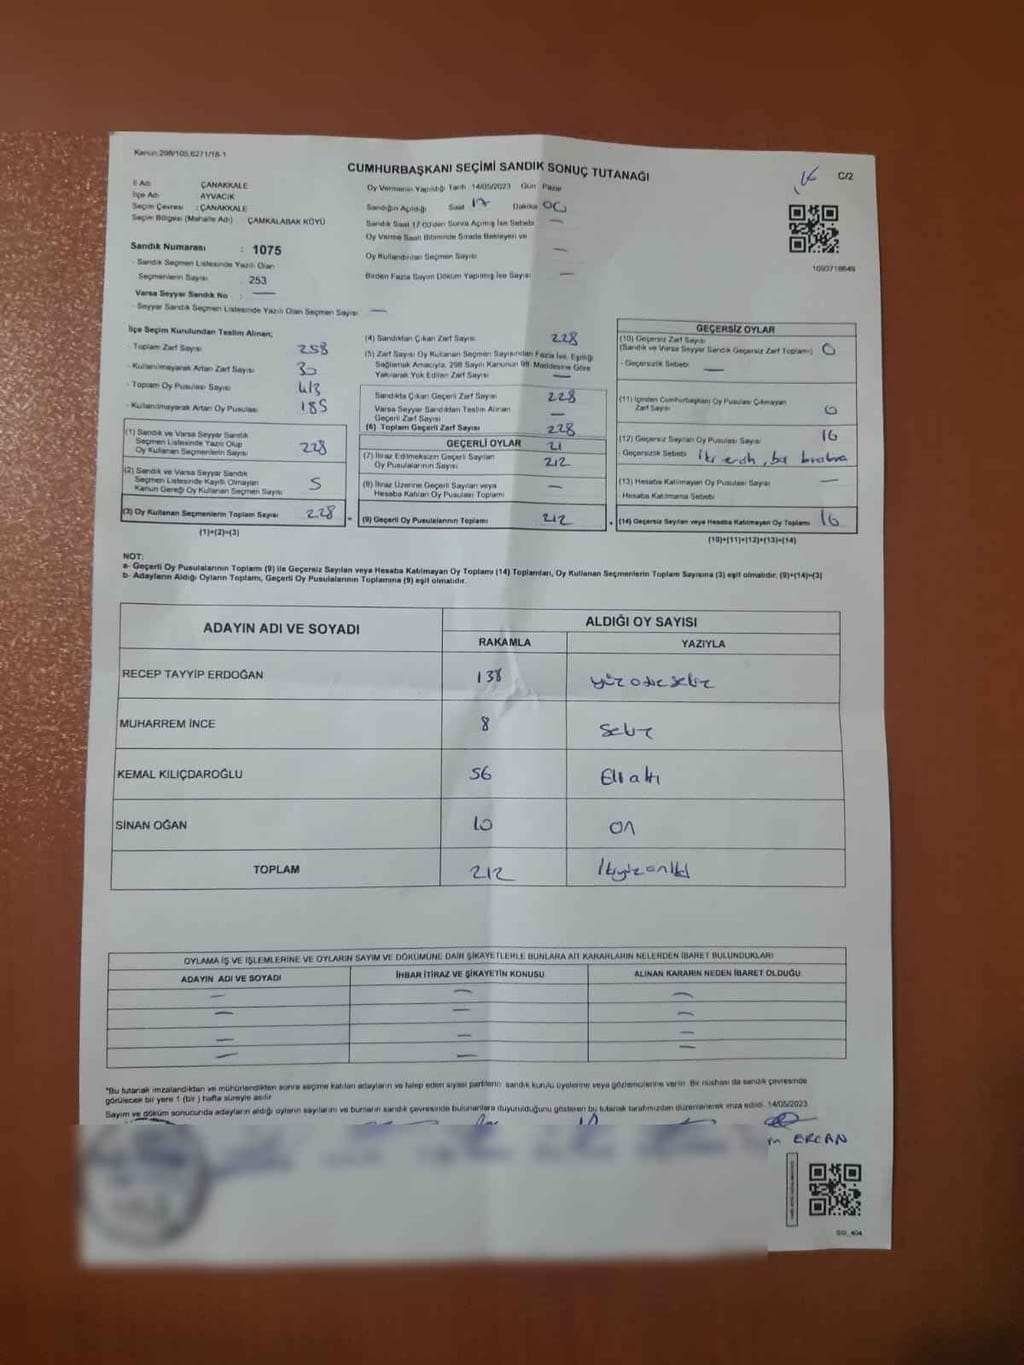 Kanun:298/105,6271/18-1
CUMHURBAŞKANI SEÇİMİ SANDIK SONUÇ TUTANAĞI
C/2
İl Adı : ÇANAKKALE
İlçe Adı : AYVACIK
Seçim Çevresi : ÇANAKKALE
Seçim Bölgesi (Mahalle Adı) : ÇAMKALABAK KÖYÜ
Sandık Numarası : 1075
- Sandık Seçmen Listesinde Yazılı Olan
Seçmenlerin Sayısı : 253
Varsa Seyyar Sandık No : —
- Seyyar Sandık Seçmen Listesinde Yazılı Olan Seçmen Sayısı —
Oy Vermenin Yapıldığı Tarih 14/05/2023 Gün Pazar
Sandığın Açıldığı Saat 17 Dakika 00
Sandık Saat 17:00'den Sonra Açılmış İse Sebebi —
Oy Verme Saati Bitiminde Sırada Bekleyen ve
Oy Kullandırılan Seçmen Sayısı —
Birden Fazla Sayım Döküm Yapılmış İse Sayısı —
1093718649
İlçe Seçim Kurulundan Teslim Alınan;
- Toplam Zarf Sayısı 258
- Kullanılmayarak Artan Zarf Sayısı 30
- Toplam Oy Pusulası Sayısı 413
- Kullanılmayarak Artan Oy Pusulası 185
(1) Sandık ve Varsa Seyyar Sandık
Seçmen Listesinde Yazılı Olup
Oy Kullanan Seçmenlerin Sayısı 228
(2) Sandık ve Varsa Seyyar Sandık
Seçmen Listesinde Kayıtlı Olmayan
Kanun Gereği Oy Kullanan Seçmen Sayısı 5
(3) Oy Kullanan Seçmenlerin Toplam Sayısı 228
(1)+(2)=(3)
(4) Sandıktan Çıkan Zarf Sayısı 228
(5) Zarf Sayısı Oy Kullanan Seçmen Sayısından Fazla İse, Eşitliği
Sağlamak Amacıyla, 298 Sayılı Kanunun 98. Maddesine Göre
Yakılarak Yok Edilen Zarf Sayısı —
Sandıkta Çıkan Geçerli Zarf Sayısı 228
Varsa Seyyar Sandıktan Teslim Alınan
Geçerli Zarf Sayısı —
(6) Toplam Geçerli Zarf Sayısı 228
GEÇERLİ OYLAR 21
(7) İtiraz Edilmeksizin Geçerli Sayılan
Oy Pusulalarının Sayısı 212
(8) İtiraz Üzerine Geçerli Sayılan veya
Hesaba Katılan Oy Pusulaları Toplamı —
= (9) Geçerli Oy Pusulalarının Toplamı 212
GEÇERSİZ OYLAR
(10) Geçersiz Zarf Sayısı
(Sandık ve Varsa Seyyar Sandık Geçersiz Zarf Toplamı) 0
- Geçersizlik Sebebi —
(11) İçinden Cumhurbaşkanı Oy Pusulası Çıkmayan
Zarf Sayısı 0
(12) Geçersiz Sayılan Oy Pusulası Sayısı 16
- Geçersizlik Sebebi
(13) Hesaba Katılmayan Oy Pusulası Sayısı —
Hesaba Katılmama Sebebi
+ (14) Geçersiz Sayılan veya Hesaba Katılmayan Oy Toplamı 16
(10)+(11)+(12)+(13)=(14)
NOT:
a- Geçerli Oy Pusulalarının Toplamı (9) ile Geçersiz Sayılan veya Hesaba Katılmayan Oy Toplamı (14) Toplamları, Oy Kullanan Seçmenlerin Toplam Sayısına (3) eşit olmalıdır. (9)+(14)=(3)
b- Adayların Aldığı Oyların Toplamı, Geçerli Oy Pusulalarının Toplamına (9) eşit olmalıdır.
ADAYIN ADI VE SOYADI
ALDIĞI OY SAYISI
RAKAMLA YAZIYLA
RECEP TAYYİP ERDOĞAN 138 yüz otuz sekiz
MUHARREM İNCE 8 sekiz
KEMAL KILIÇDAROĞLU 56 Elli altı
SİNAN OĞAN 10 on
TOPLAM 212 İkiyüzoniki
OYLAMA İŞ VE İŞLEMLERİNE VE OYLARIN SAYIM VE DÖKÜMÜNE DAİR ŞİKAYETLERLE BUNLARA AİT KARARLARIN NELERDEN İBARET BULUNDUKLARI
ADAYIN ADI VE SOYADI İHBAR İTİRAZ VE ŞİKAYETİN KONUSU ALINAN KARARIN NEDEN İBARET OLDUĞU
— — —
— — —
— — —
— — —
*Bu tutanak imzalandıktan ve mühürlendikten sonra seçime katılan adayların ve talep eden siyasi partilerin sandık kurulu üyelerine veya gözlemcilerine verilir. Bir nüshası da sandık çevresinde
görülecek bir yere 1 (bir) hafta süreyle asılır.
Sayım ve döküm sonucunda adayların aldığı oyların sayılarını ve bunların sandık çevresinde bulunanlara duyurulduğunu gösteren bu tutanak tarafımızdan düzenlenerek imza edildi. 14/05/2023
ERCAN